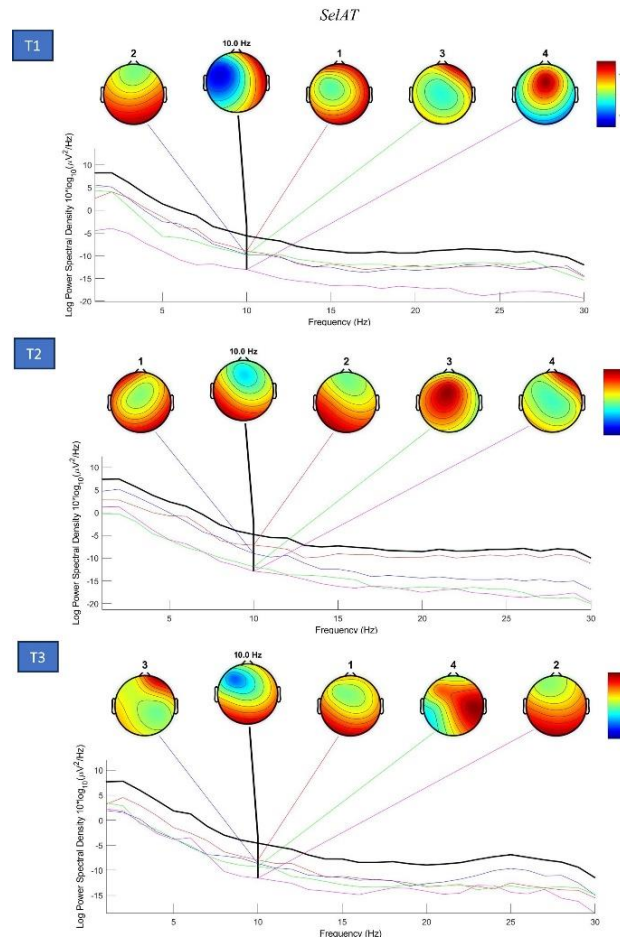 SelAT
T1
2 10.0 Hz 1 3 4
Log Power Spectral Density 10*log10(μV²/Hz)
10
5
0
-5
-10
-15
-20
5 10 15 20 25 30
Frequency (Hz)
T2
1 10.0 Hz 2 3 4
Log Power Spectral Density 10*log10(μV²/Hz)
10
5
0
-5
-10
-15
-20
5 10 15 20 25 30
Frequency (Hz)
T3
3 10.0 Hz 1 4 2
Log Power Spectral Density 10*log10(μV²/Hz)
10
5
0
-5
-10
-15
5 10 15 20 25 30
Frequency (Hz)